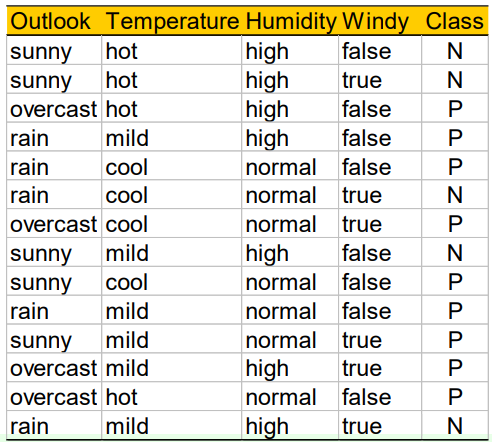 Outlook Temperature Humidity Windy Class
sunny hot high false N
sunny hot high true N
overcast hot high false P
rain mild high false P
rain cool normal false P
rain cool normal true N
overcast cool normal true P
sunny mild high false N
sunny cool normal false P
rain mild normal false P
sunny mild normal true P
overcast mild high true P
overcast hot normal false P
rain mild high true N